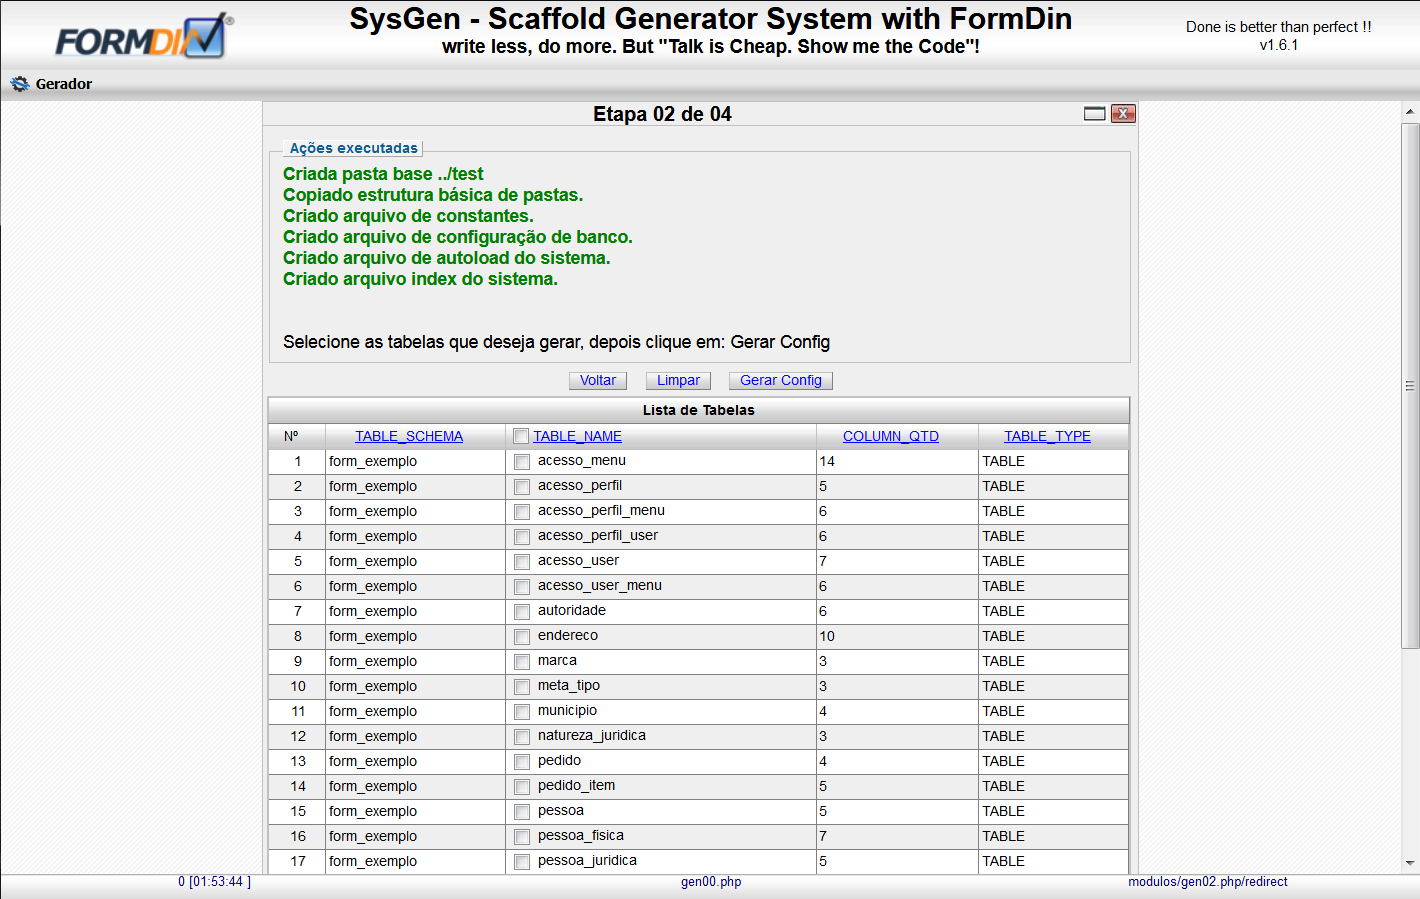 FORMDIN®
SysGen - Scaffold Generator System with FormDin
write less, do more. But "Talk is Cheap. Show me the Code"!
Done is better than perfect !!
v1.6.1
Gerador
Etapa 02 de 04
Ações executadas
Criada pasta base ../test
Copiado estrutura básica de pastas.
Criado arquivo de constantes.
Criado arquivo de configuração de banco.
Criado arquivo de autoload do sistema.
Criado arquivo index do sistema.
Selecione as tabelas que deseja gerar, depois clique em: Gerar Config
Voltar Limpar Gerar Config
Lista de Tabelas
Nº TABLE_SCHEMA TABLE_NAME COLUMN_QTD TABLE_TYPE
1 form_exemplo acesso_menu 14 TABLE
2 form_exemplo acesso_perfil 5 TABLE
3 form_exemplo acesso_perfil_menu 6 TABLE
4 form_exemplo acesso_perfil_user 6 TABLE
5 form_exemplo acesso_user 7 TABLE
6 form_exemplo acesso_user_menu 6 TABLE
7 form_exemplo autoridade 6 TABLE
8 form_exemplo endereco 10 TABLE
9 form_exemplo marca 3 TABLE
10 form_exemplo meta_tipo 3 TABLE
11 form_exemplo municipio 4 TABLE
12 form_exemplo natureza_juridica 3 TABLE
13 form_exemplo pedido 4 TABLE
14 form_exemplo pedido_item 5 TABLE
15 form_exemplo pessoa 5 TABLE
16 form_exemplo pessoa_fisica 7 TABLE
17 form_exemplo pessoa_juridica 5 TABLE
0 [01:53:44 ] gen00.php modulos/gen02.php/redirect